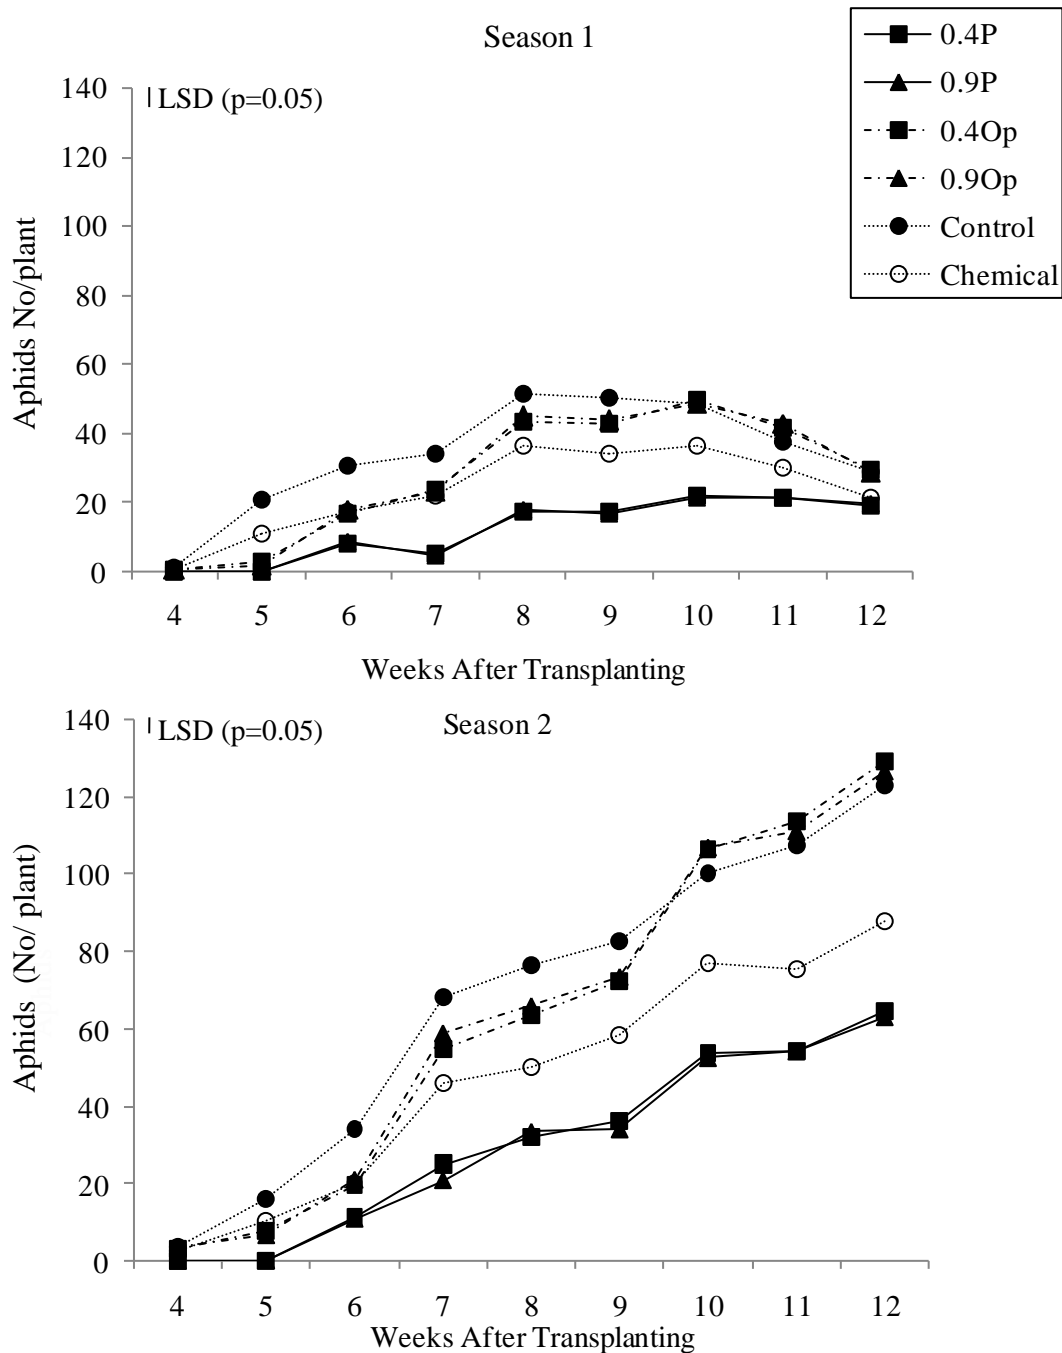 Season 1
0.4P
0.9P
0.4Op
0.9Op
Control
Chemical
LSD (p=0.05)
140
120
100
80
60
40
20
0
Aphids No/plant
4 5 6 7 8 9 10 11 12
Weeks After Transplanting
Season 2
LSD (p=0.05)
140
120
100
80
60
40
20
0
Aphids (No/ plant)
4 5 6 7 8 9 10 11 12
Weeks After Transplanting